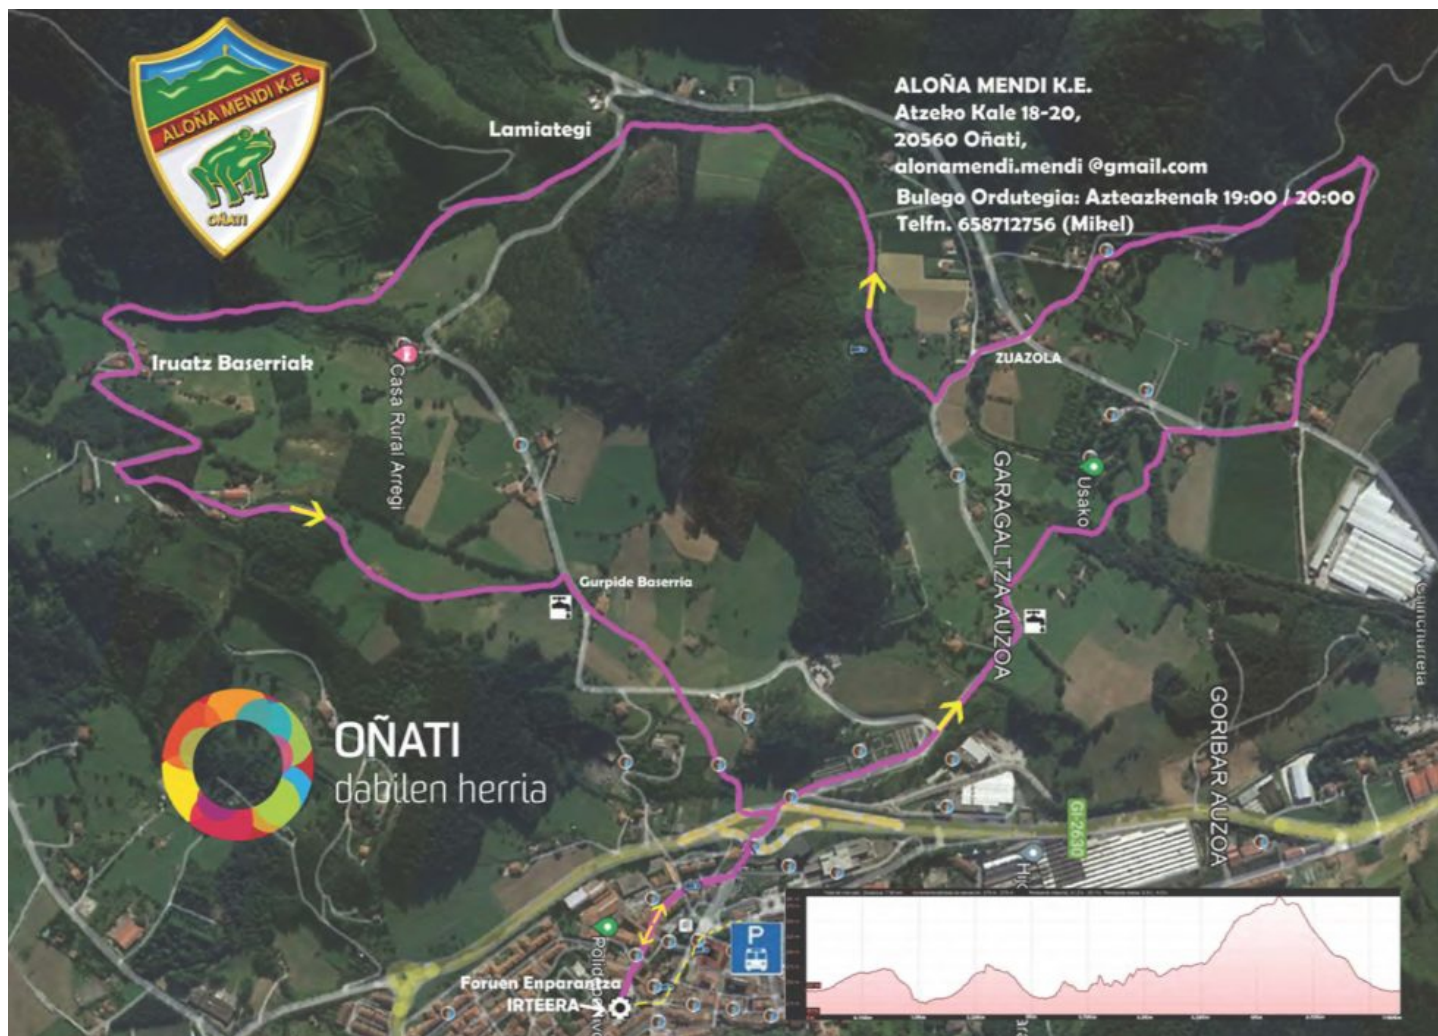 ALOÑA MENDI K.E.
OÑATI
ALOÑA MENDI K.E.
Atzeko Kale 18-20,
20560 Oñati,
alonamendi.mendi @gmail.com
Bulego Ordutegia: Azteazkenak 19:00 / 20:00
Telfn. 658712756 (Mikel)
Lamiategi
Iruatz Baserriak
Casa Rural Arregi
ZUAZOLA
Usako
GARAGALTZA AUZOA
Gurpide Baserria
GORIBAR AUZOA
GI-2630
OÑATI
dabilen herria
P
Foruen Enparantza
IRTEERA